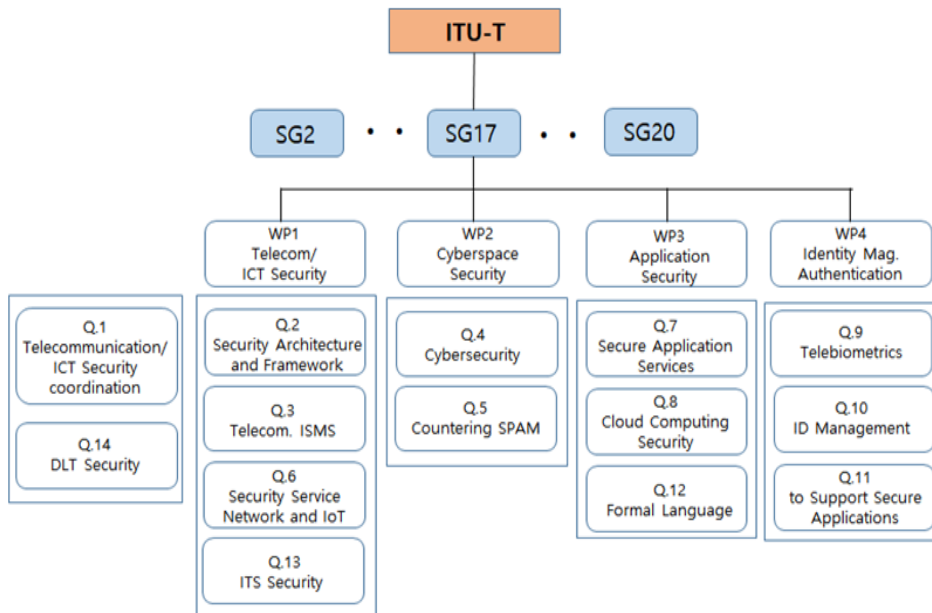 ITU-T
SG2
SG17
SG20
WP1
Telecom/
ICT Security
WP2
Cyberspace
Security
WP3
Application
Security
WP4
Identity Mag.
Authentication
Q.1
Telecommunication/
ICT Security
coordination
Q.14
DLT Security
Q.2
Security Architecture
and Framework
Q.3
Telecom. ISMS
Q.6
Security Service
Network and IoT
Q.13
ITS Security
Q.4
Cybersecurity
Q.5
Countering SPAM
Q.7
Secure Application
Services
Q.8
Cloud Computing
Security
Q.12
Formal Language
Q.9
Telebiometrics
Q.10
ID Management
Q.11
to Support Secure
Applications